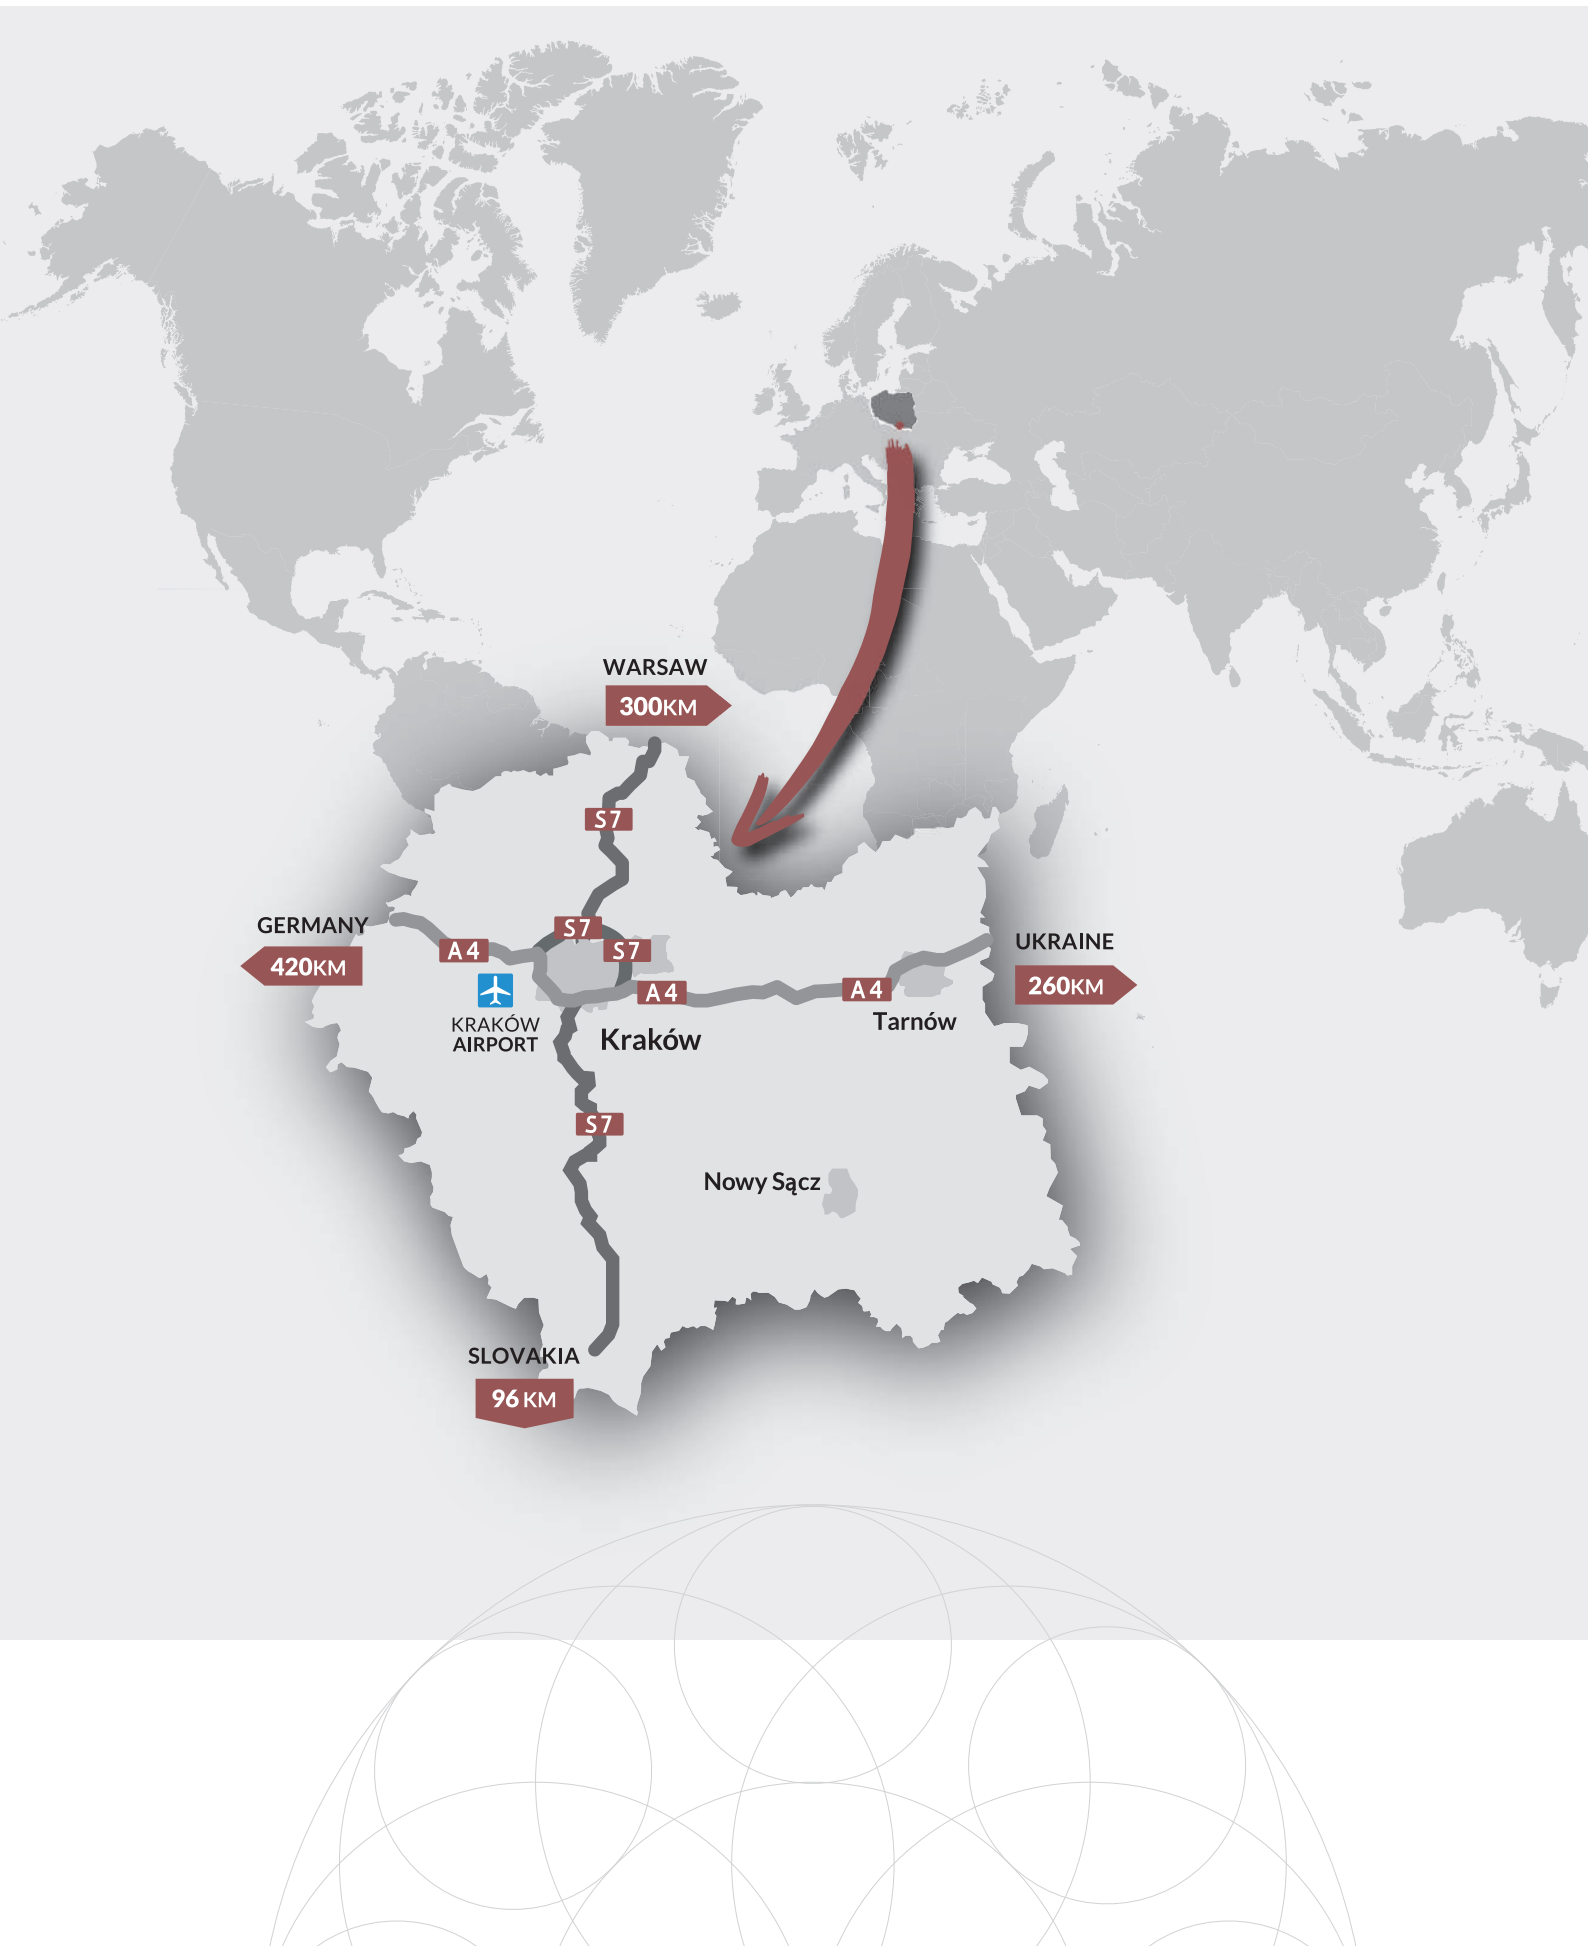 WARSAW
300KM
S7
GERMANY
420KM
A4
S7
S7
UKRAINE
260KM
A4
A4
KRAKÓW
AIRPORT
Kraków
Tarnów
S7
Nowy Sącz
SLOVAKIA
96 KM